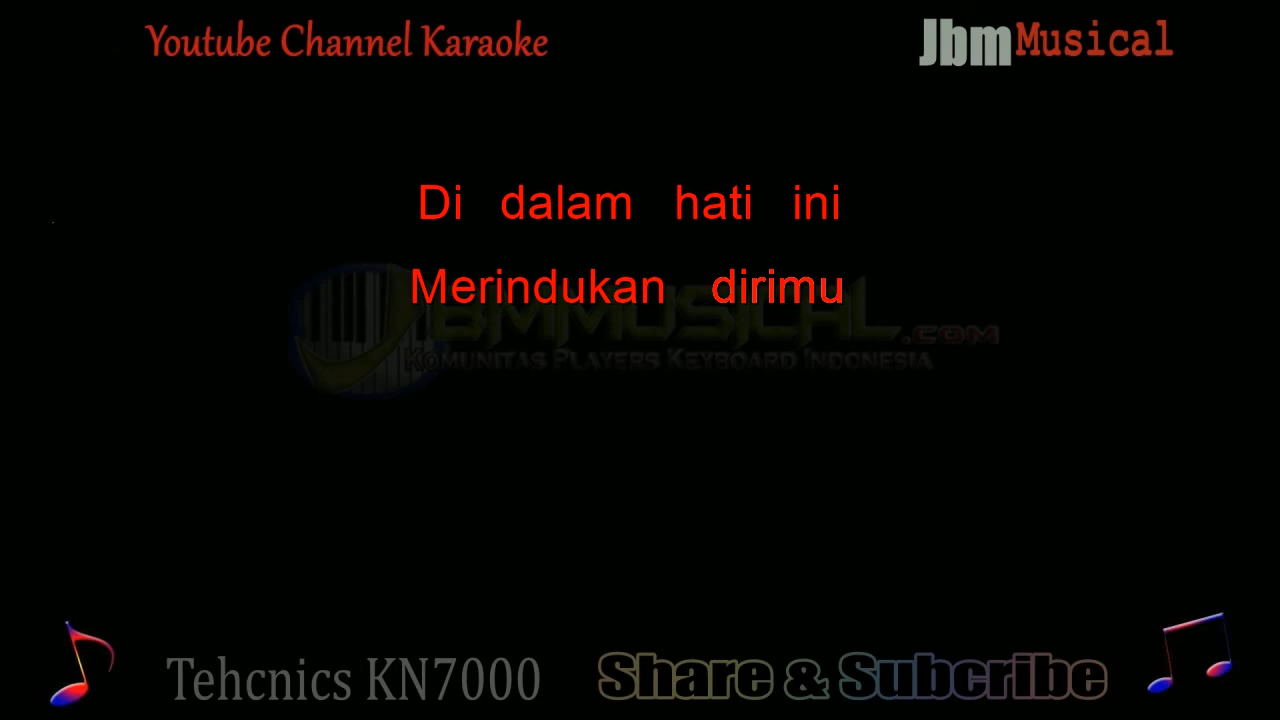 Youtube Channel Karaoke
JbmMusical
Di dalam hati ini
Merindukan dirimu
BMMUSICAL.COM
Komunitas Players Keyboard Indonesia
Tehcnics KN7000
Share & Subcribe